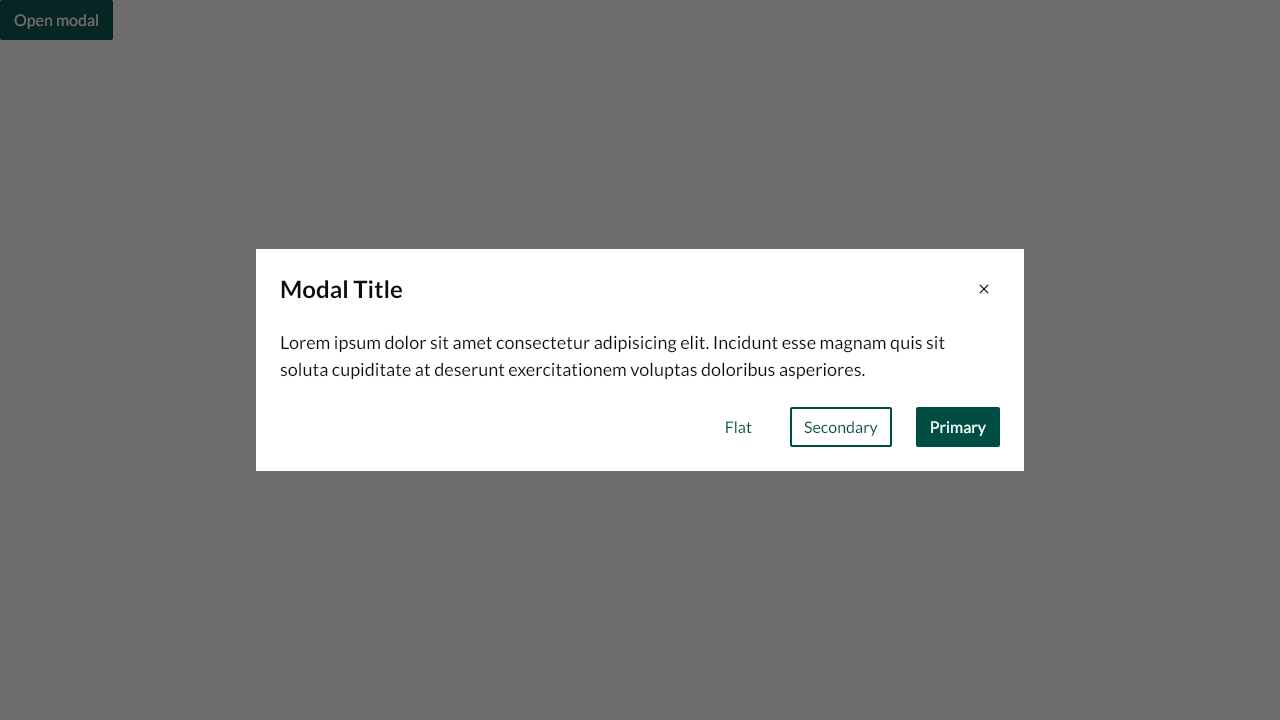 Open modal
Modal Title
Lorem ipsum dolor sit amet consectetur adipisicing elit. Incidunt esse magnam quis sit
soluta cupiditate at deserunt exercitationem voluptas doloribus asperiores.
Flat Secondary Primary